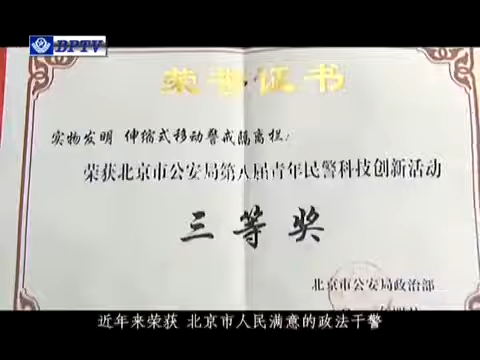 BPTV
荣誉证书
实物发明 伸缩式移动警戒隔离栏:
荣获北京市公安局第八届青年民警科技创新活动
三等奖
北京市公安局政治部
近年来荣获 北京市人民满意的政法干警